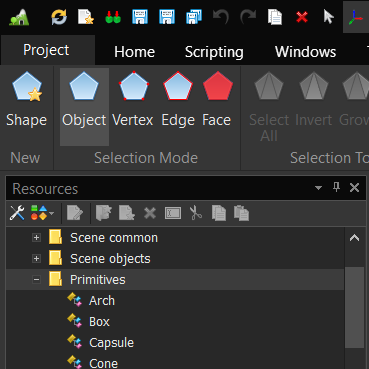 Project Home Scripting Windows
Shape Object Vertex Edge Face Select All Invert Grow
New Selection Mode Selection To
Resources
Scene common
Scene objects
Primitives
Arch
Box
Capsule
Cone